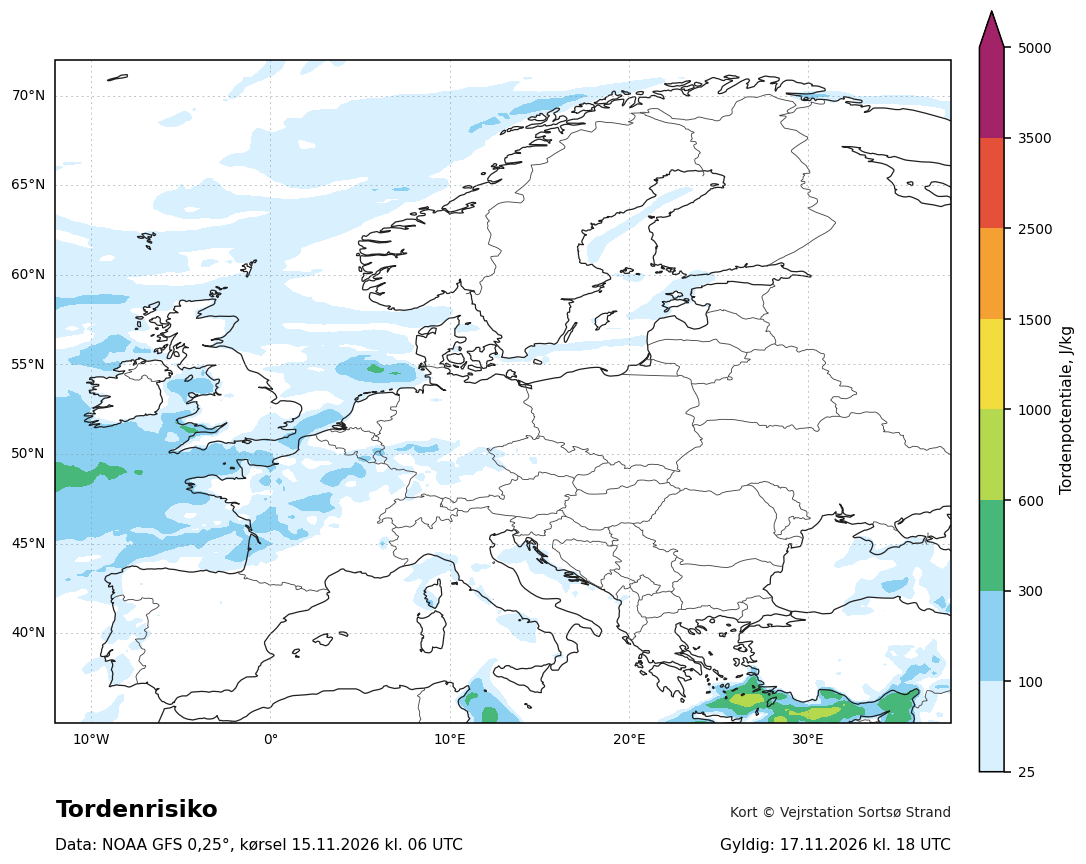 5000
3500
2500
1500
1000
600
300
100
25
Tordenpotentiale, J/kg
70°N
65°N
60°N
55°N
50°N
45°N
40°N
10°W
0°
10°E
20°E
30°E
Tordenrisiko
Kort © Vejrstation Sortsø Strand
Data: NOAA GFS 0,25°, kørsel 15.11.2026 kl. 06 UTC
Gyldig: 17.11.2026 kl. 18 UTC